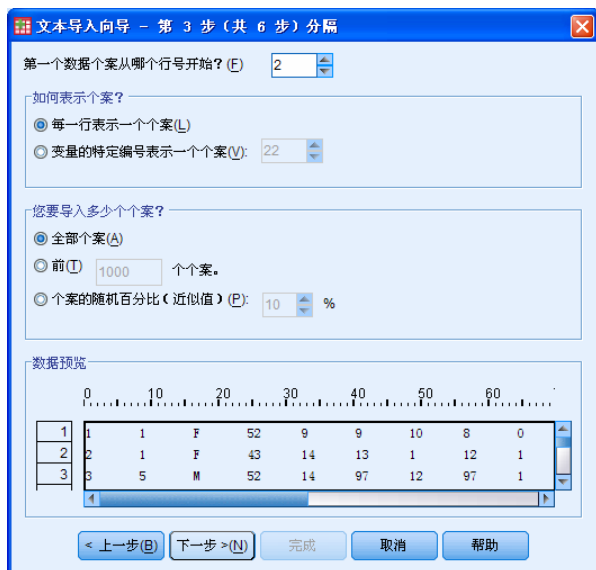 文本导入向导 - 第 3 步（共 6 步）分隔
第一个数据个案从哪个行号开始？(F) 2
如何表示个案？
每一行表示一个个案(L)
变量的特定编号表示一个个案(V): 22
您要导入多少个个案？
全部个案(A)
前(T) 1000 个个案。
个案的随机百分比（近似值）(P): 10 %
数据预览
0 10 20 30 40 50 60
1 1 1 F 52 9 9 10 8 0
2 2 1 F 43 14 13 1 12 1
3 3 5 M 52 14 97 12 97 1
< 上一步(B) 下一步 >(N) 完成 取消 帮助